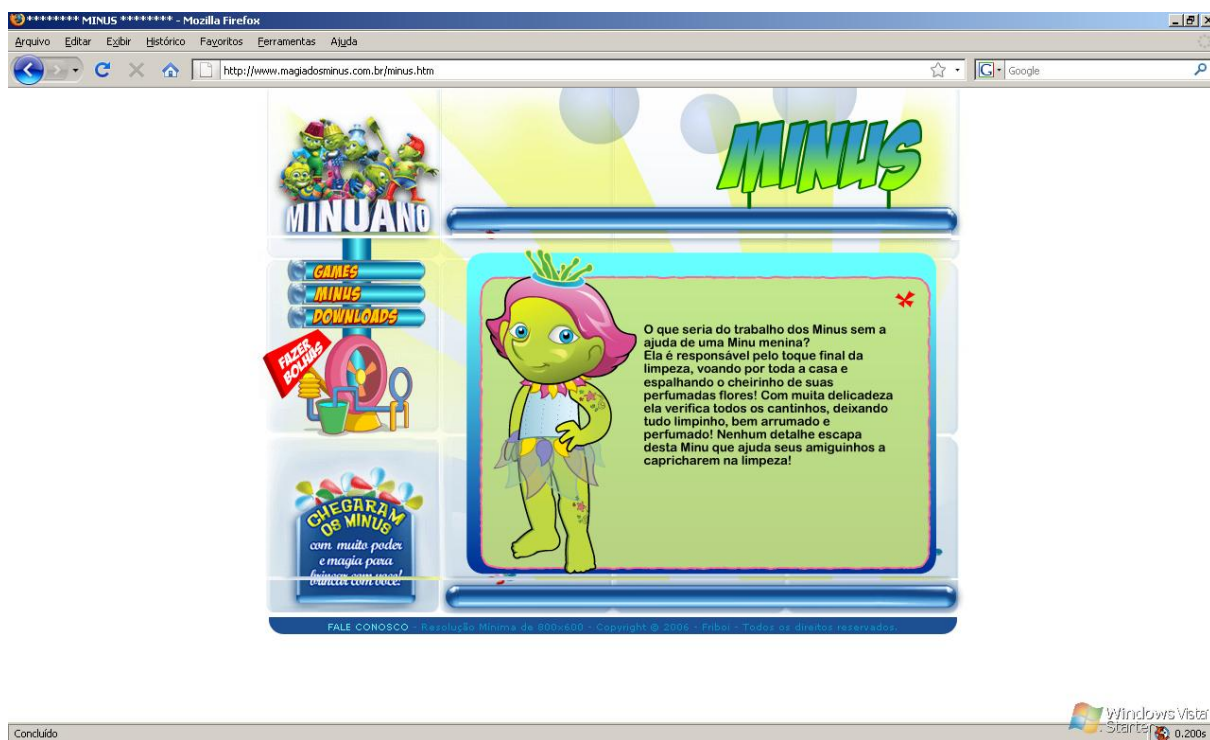 ******** MINUS ******** - Mozilla Firefox
Arquivo Editar Exibir Histórico Favoritos Ferramentas Ajuda
http://www.magiadosminus.com.br/minus.htm
G Google
MINUANO
MINUS
GAMES
MINUS
DOWNLOADS
FAZER
BOLHAS
O que seria do trabalho dos Minus sem a
ajuda de uma Minu menina?
Ela é responsável pelo toque final da
limpeza, voando por toda a casa e
espalhando o cheirinho de suas
perfumadas flores! Com muita delicadeza
ela verifica todos os cantinhos, deixando
tudo limpinho, bem arrumado e
perfumado! Nenhum detalhe escapa
desta Minu que ajuda seus amiguinhos a
capricharem na limpeza!
CHEGARAM
OS MINUS
com muito poder
e magia para
brincar com você!
FALE CONOSCO - Resolução Mínima de 800x600 - Copyright © 2006 - Friboi - Todos os direitos reservados.
Windows Vista
Starter
Concluído
0.200s